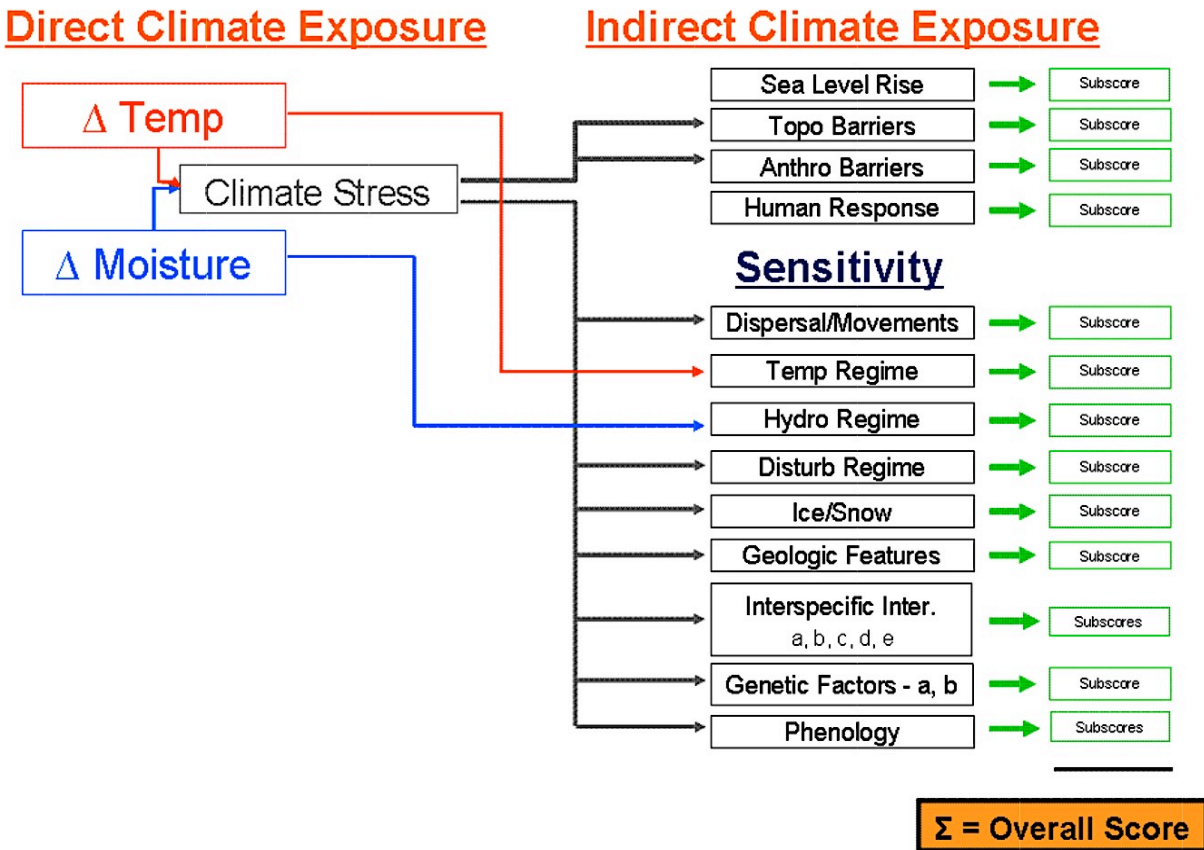 Direct Climate Exposure
Δ Temp
Climate Stress
Δ Moisture
Indirect Climate Exposure
Sea Level Rise
Subscore
Topo Barriers
Subscore
Anthro Barriers
Subscore
Human Response
Subscore
Sensitivity
Dispersal/Movements
Subscore
Temp Regime
Subscore
Hydro Regime
Subscore
Disturb Regime
Subscore
Ice/Snow
Subscore
Geologic Features
Subscore
Interspecific Inter.
a, b, c, d, e
Subscores
Genetic Factors - a, b
Subscore
Phenology
Subscores
Σ = Overall Score